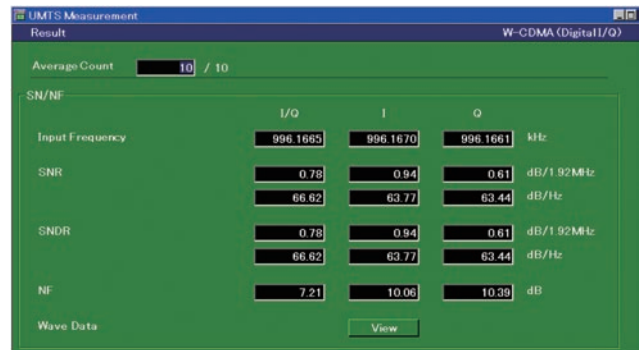 UMTS Measurement
Result W-CDMA(DigitalI/Q)
Average Count 10 / 10
SN/NF
I/Q I Q
Input Frequency 996.1665 996.1670 996.1661 kHz
SNR 0.78 0.94 0.61 dB/1.92MHz
66.62 63.77 63.44 dB/Hz
SNDR 0.78 0.94 0.61 dB/1.92MHz
66.62 63.77 63.44 dB/Hz
NF 7.21 10.06 10.39 dB
Wave Data View